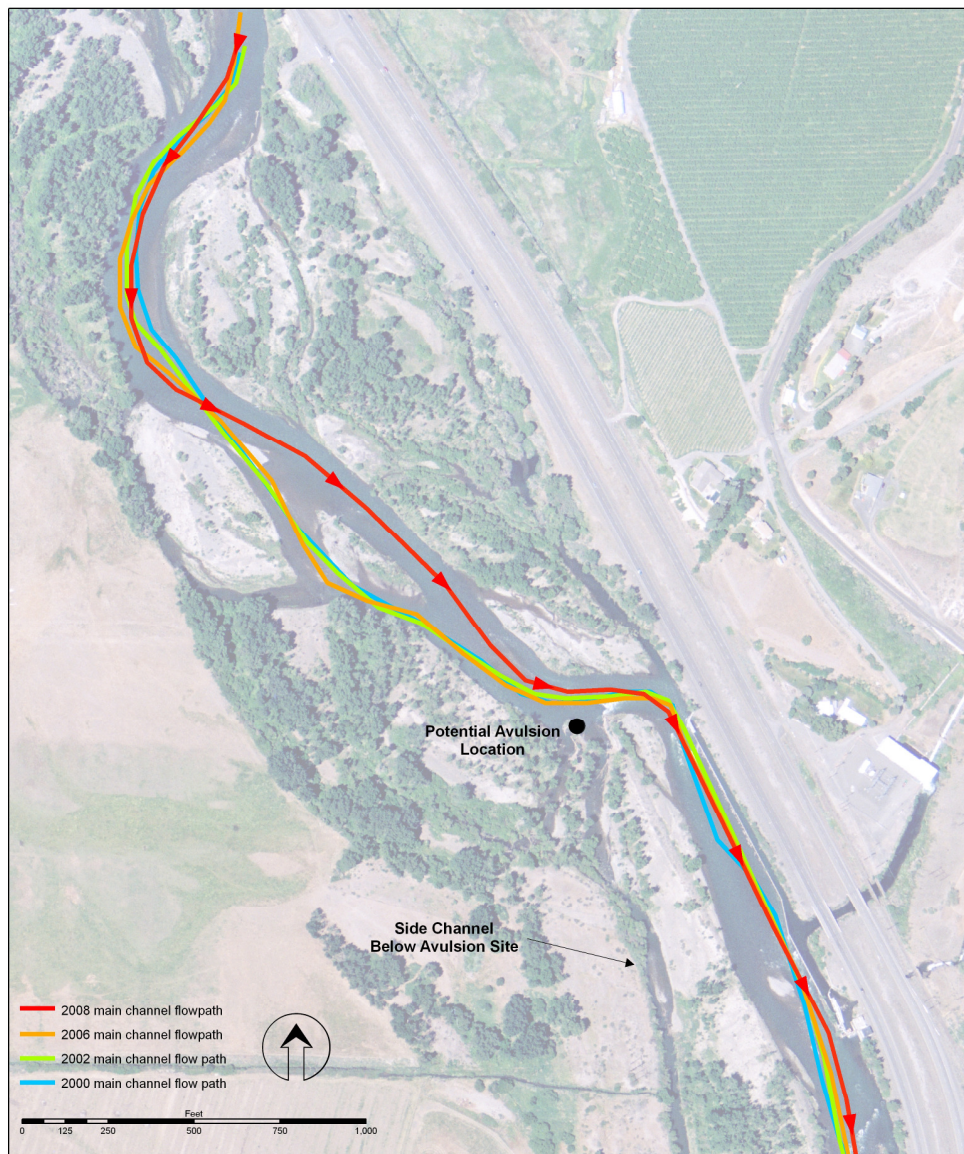 Potential Avulsion
Location
Side Channel
Below Avulsion Site
2008 main channel flowpath
2006 main channel flowpath
2002 main channel flow path
2000 main channel flow path
Feet
0 125 250 500 750 1,000